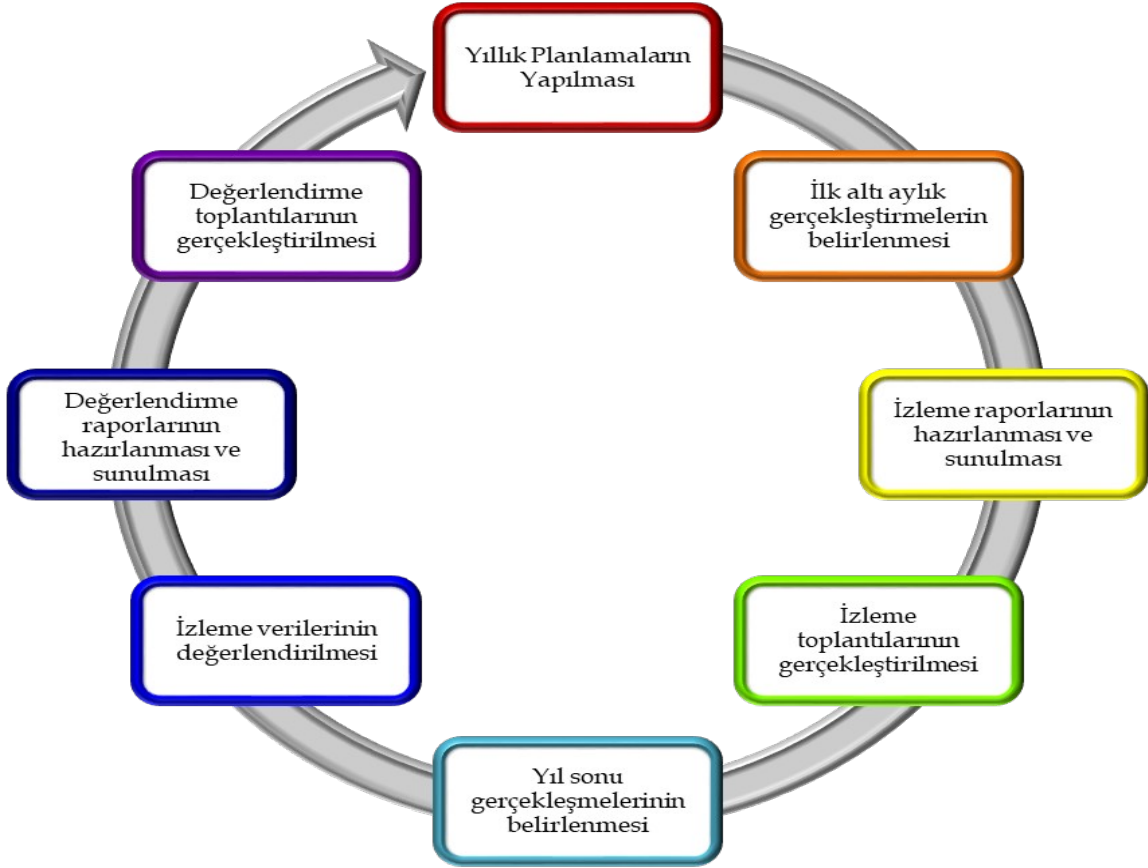 Yıllık Planlamaların
Yapılması
İlk altı aylık
gerçekleştirmelerin
belirlenmesi
İzleme raporlarının
hazırlanması ve
sunulması
İzleme
toplantılarının
gerçekleştirilmesi
Yıl sonu
gerçekleşmelerinin
belirlenmesi
İzleme verilerinin
değerlendirilmesi
Değerlendirme
raporlarının
hazırlanması ve
sunulması
Değerlendirme
toplantılarının
gerçekleştirilmesi